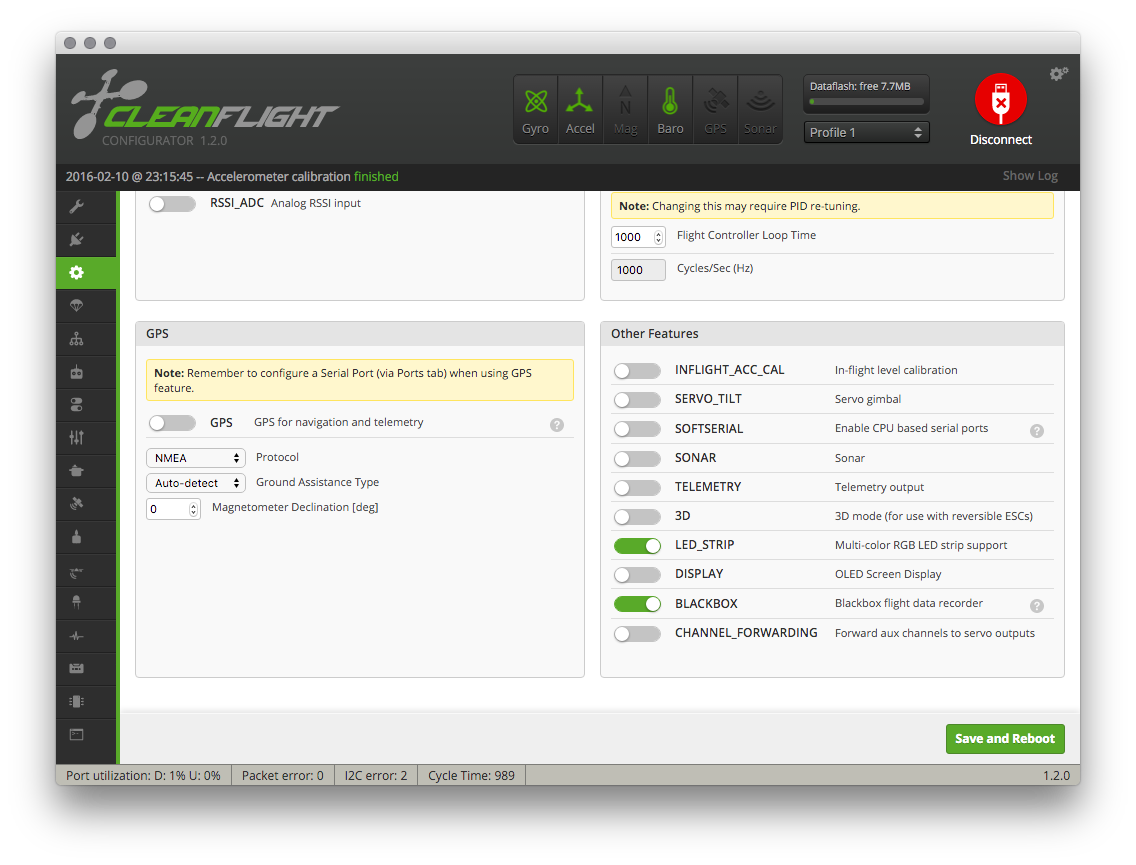 CLEANFLIGHT
CONFIGURATOR 1.2.0
Gyro
Accel
Mag
Baro
GPS
Sonar
Dataflash: free 7.7MB
Profile 1
Disconnect
2016-02-10 @ 23:15:45 -- Accelerometer calibration finished
Show Log
RSSI_ADC Analog RSSI input
Note: Changing this may require PID re-tuning.
1000 Flight Controller Loop Time
1000 Cycles/Sec (Hz)
GPS
Note: Remember to configure a Serial Port (via Ports tab) when using GPS
feature.
GPS GPS for navigation and telemetry ?
NMEA Protocol
Auto-detect Ground Assistance Type
0 Magnetometer Declination [deg]
Other Features
INFLIGHT_ACC_CAL In-flight level calibration
SERVO_TILT Servo gimbal
SOFTSERIAL Enable CPU based serial ports ?
SONAR Sonar
TELEMETRY Telemetry output
3D 3D mode (for use with reversible ESCs)
LED_STRIP Multi-color RGB LED strip support
DISPLAY OLED Screen Display
BLACKBOX Blackbox flight data recorder ?
CHANNEL_FORWARDING Forward aux channels to servo outputs
Save and Reboot
Port utilization: D: 1% U: 0%
Packet error: 0
I2C error: 2
Cycle Time: 989
1.2.0